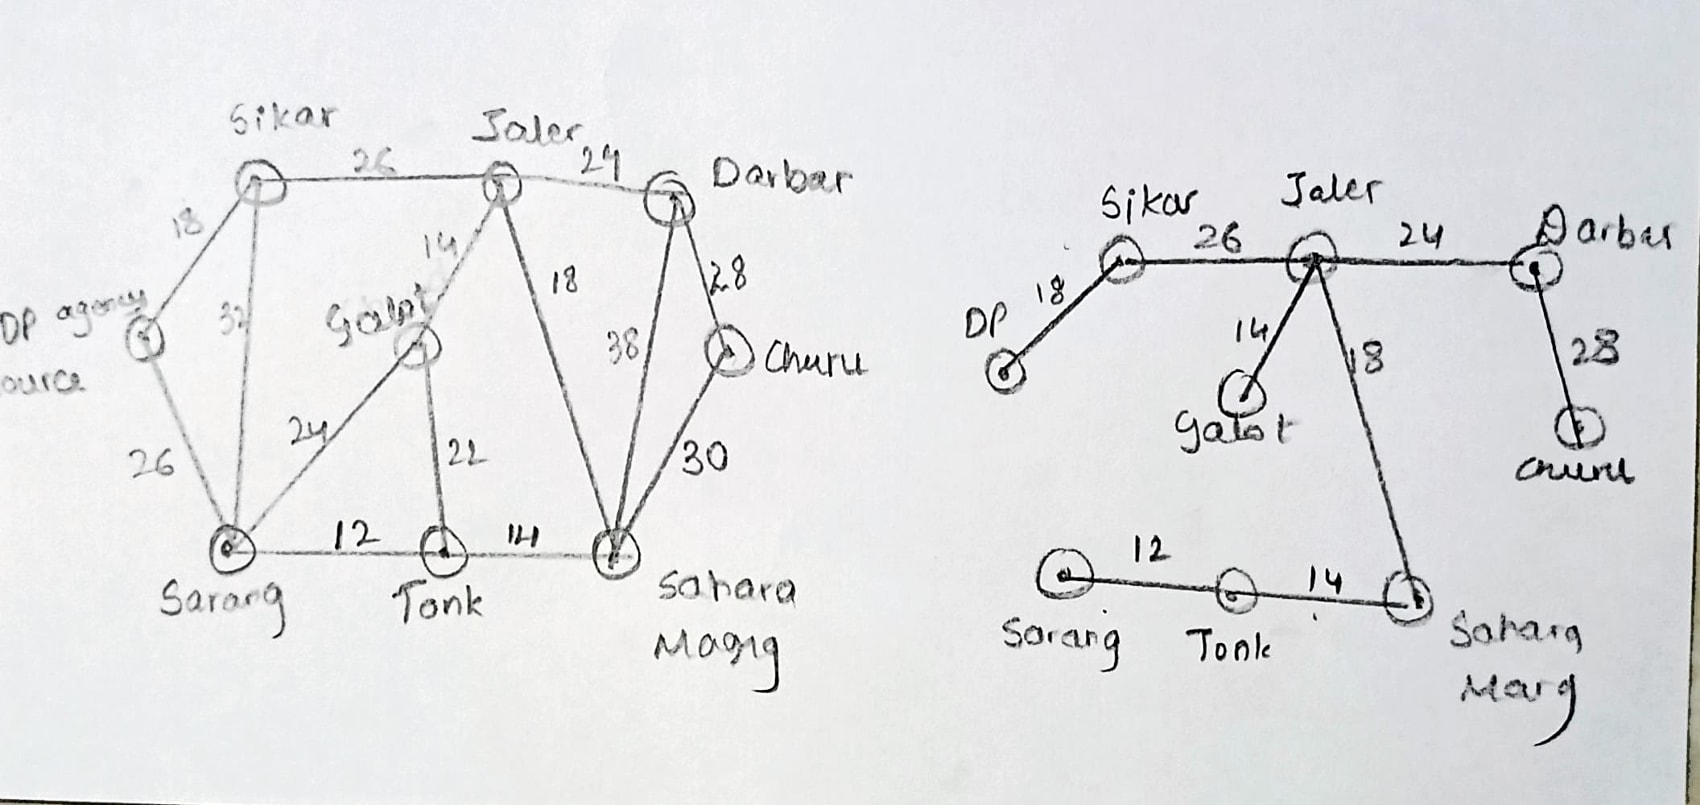 Sikar
Jaler
26
24
Darbar
18
14
18
28
DP agency
ource
32
Galot
38
Churu
24
22
26
30
12
14
Sarang
Tonk
Sahara
Marg
Sikar
Jaler
26
24
Darbar
DP
18
14
18
28
Galot
Churu
12
14
Sarang
Tonk
Sahara
Marg